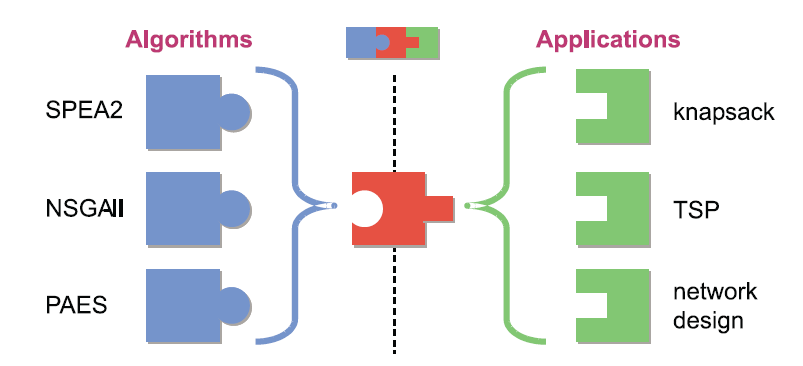 Algorithms
Applications
SPEA2
knapsack
NSGAII
TSP
PAES
network
design